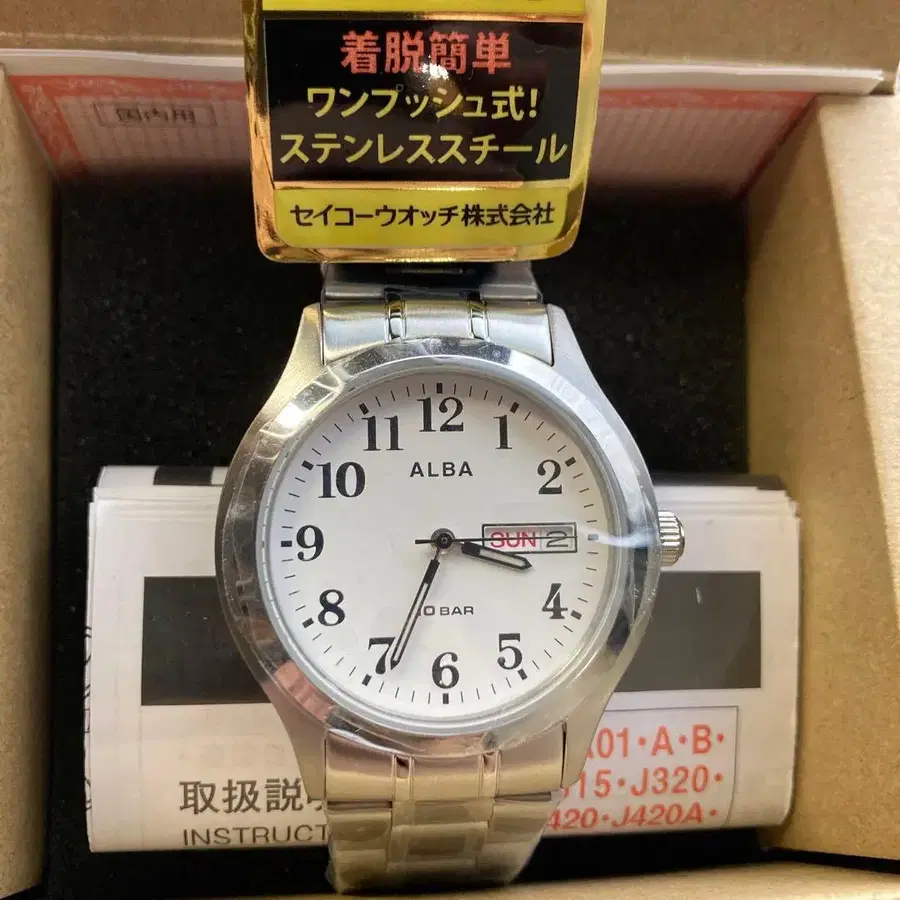 着脱簡単
ワンプッシュ式!
ステンレススチール
セイコーウオッチ株式会社
国内用
12
11
1
ALBA
10
2
9
SUN 2
8
4
10 BAR
7
5
6
01・A・B・
取扱説
15・J320・
INSTRUCT
420・J420A・